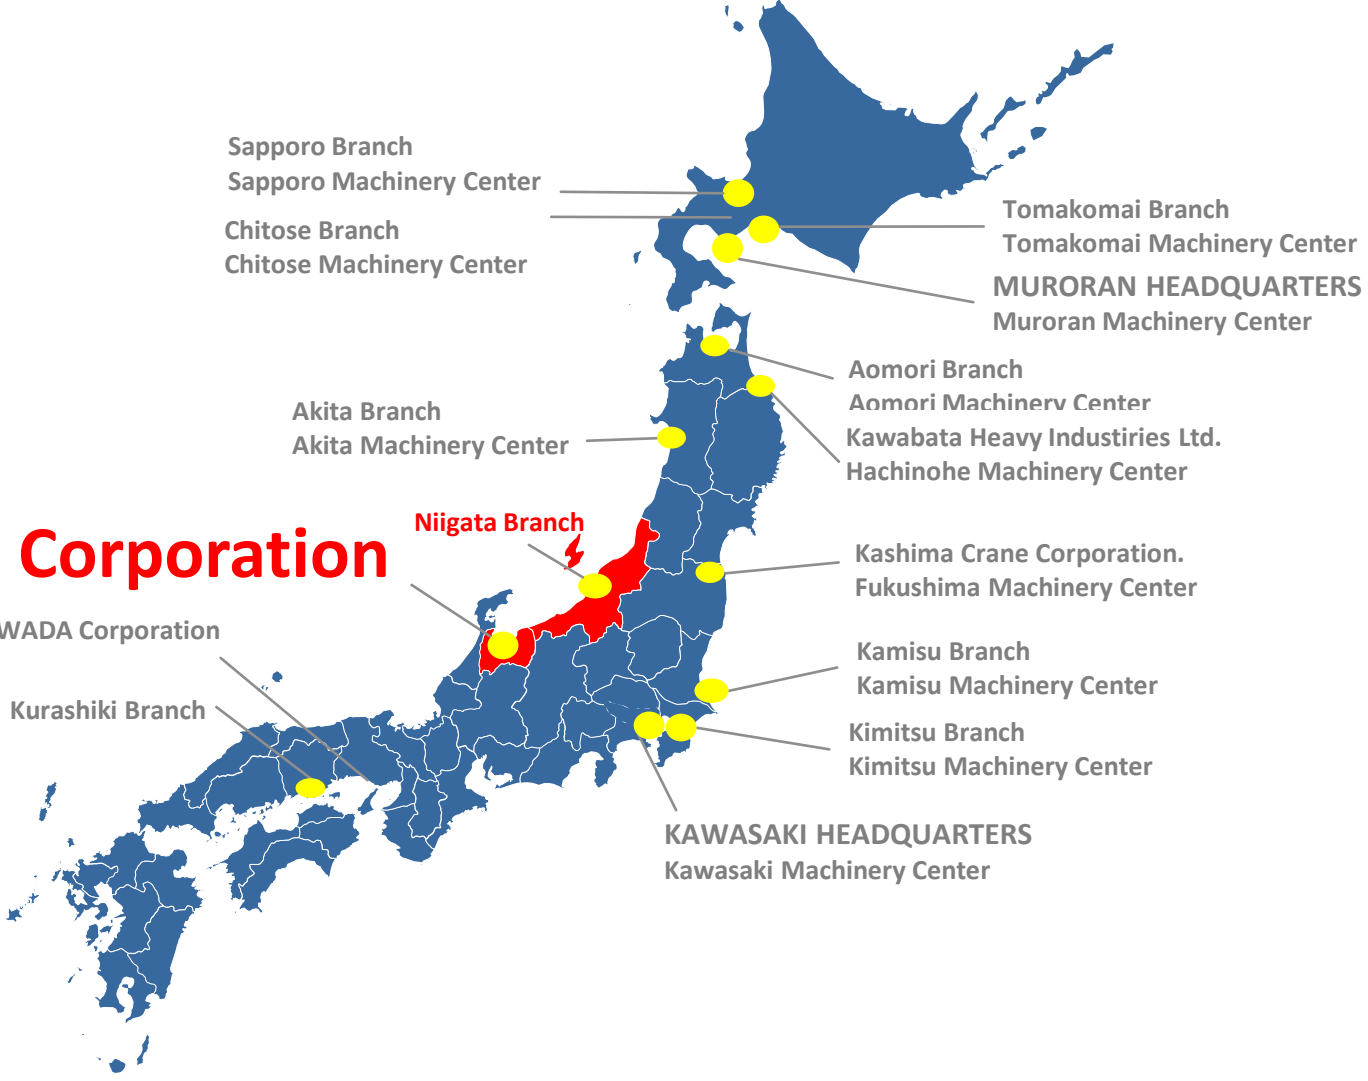 Sapporo Branch
Sapporo Machinery Center
Chitose Branch
Chitose Machinery Center
Tomakomai Branch
Tomakomai Machinery Center
MURORAN HEADQUARTERS
Muroran Machinery Center
Aomori Branch
Aomori Machinery Center
Akita Branch
Akita Machinery Center
Kawabata Heavy Industiries Ltd.
Hachinohe Machinery Center
Niigata Branch
Corporation
Kashima Crane Corporation.
Fukushima Machinery Center
Corporation
Kamisu Branch
Kamisu Machinery Center
Kurashiki Branch
Kimitsu Branch
Kimitsu Machinery Center
KAWASAKI HEADQUARTERS
Kawasaki Machinery Center